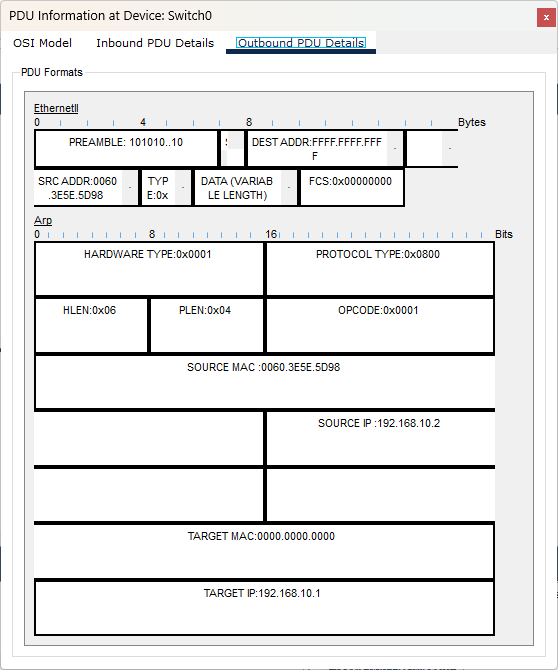 PDU Information at Device: Switch0
x
OSI Model Inbound PDU Details Outbound PDU Details
PDU Formats
EthernetII
0 4 8 Bytes
PREAMBLE: 101010..10 DEST ADDR:FFFF.FFFF.FFF
F
SRC ADDR:0060 TYP DATA (VARIAB FCS:0x00000000
.3E5E.5D98 E:0x LE LENGTH)
Arp
0 8 16 Bits
HARDWARE TYPE:0x0001 PROTOCOL TYPE:0x0800
HLEN:0x06 PLEN:0x04 OPCODE:0x0001
SOURCE MAC :0060.3E5E.5D98
SOURCE IP :192.168.10.2
TARGET MAC:0000.0000.0000
TARGET IP:192.168.10.1